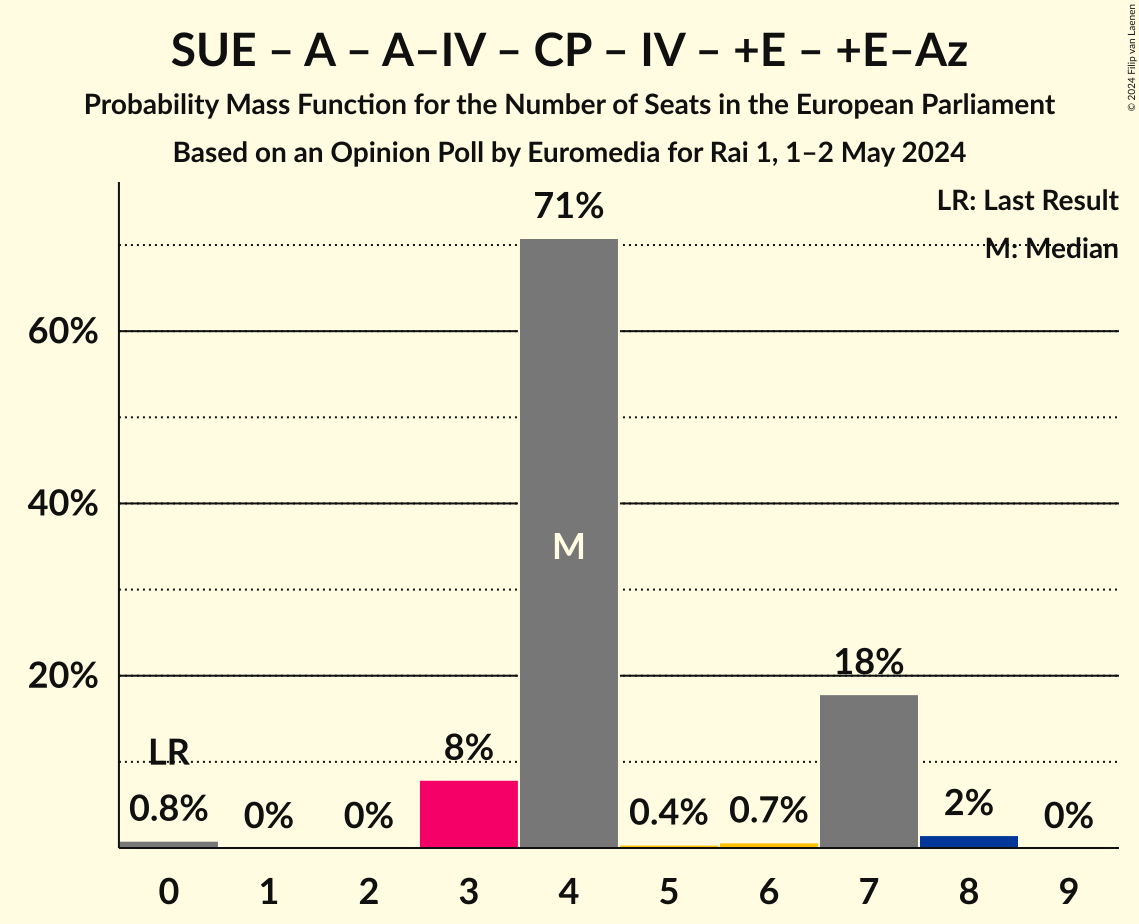 SUE – A – A–IV – CP – IV – +E – +E–Az
Probability Mass Function for the Number of Seats in the European Parliament
Based on an Opinion Poll by Euromedia for Rai 1, 1–2 May 2024
© 2024 Filip van Laenen
LR: Last Result
M: Median
71%
60%
40%
M
20%
18%
LR
8%
0.8%
0%
0%
0.4%
0.7%
2%
0%
0 1 2 3 4 5 6 7 8 9